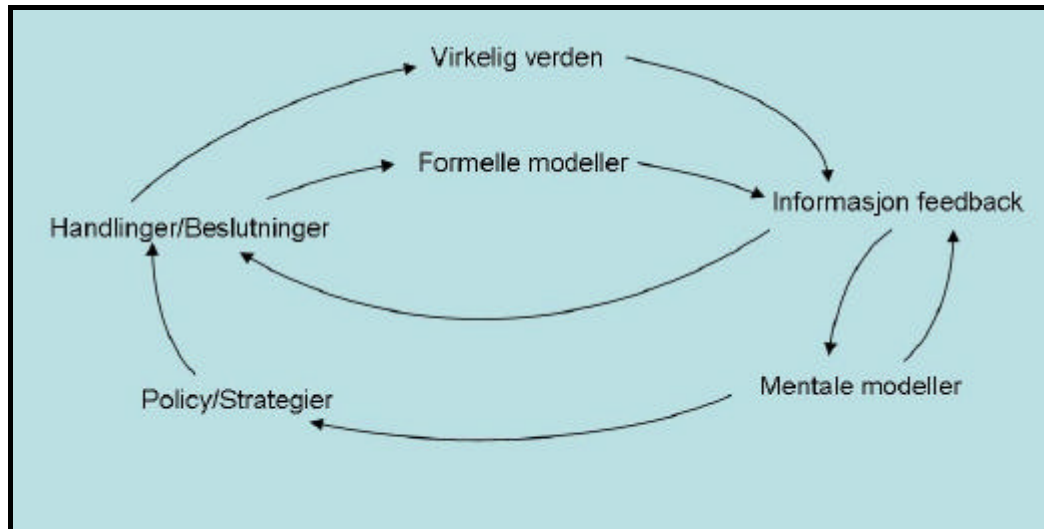 Virkelig verden
Formelle modeller
Informasjon feedback
Handlinger/Beslutninger
Mentale modeller
Policy/Strategier